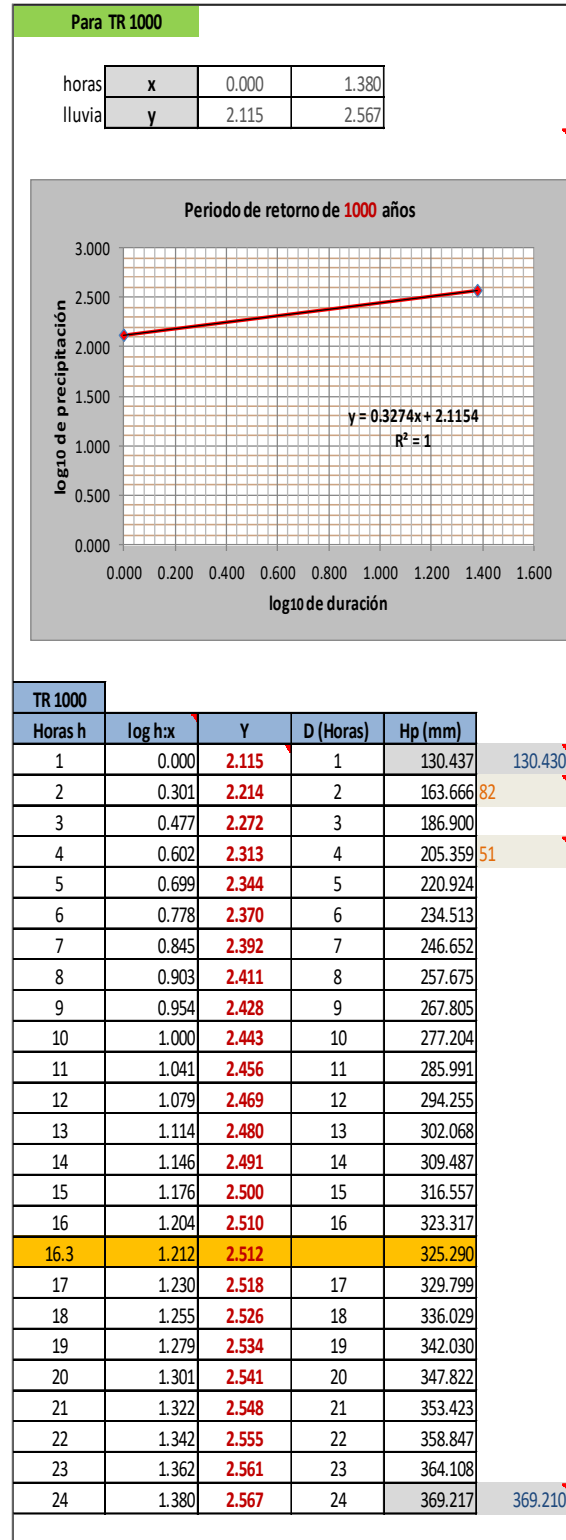 Para TR 1000
horas x 0.000 1.380
lluvia y 2.115 2.567
Periodo de retorno de 1000 años
3.000
2.500
2.000
1.500
1.000
0.500
0.000
log10 de precipitación
y = 0.3274x + 2.1154
R² = 1
0.000 0.200 0.400 0.600 0.800 1.000 1.200 1.400 1.600
log10 de duración
TR 1000
Horas h log h:x Y D (Horas) Hp (mm)
1 0.000 2.115 1 130.437 130.430
2 0.301 2.214 2 163.666 82
3 0.477 2.272 3 186.900
4 0.602 2.313 4 205.359 51
5 0.699 2.344 5 220.924
6 0.778 2.370 6 234.513
7 0.845 2.392 7 246.652
8 0.903 2.411 8 257.675
9 0.954 2.428 9 267.805
10 1.000 2.443 10 277.204
11 1.041 2.456 11 285.991
12 1.079 2.469 12 294.255
13 1.114 2.480 13 302.068
14 1.146 2.491 14 309.487
15 1.176 2.500 15 316.557
16 1.204 2.510 16 323.317
16.3 1.212 2.512 325.290
17 1.230 2.518 17 329.799
18 1.255 2.526 18 336.029
19 1.279 2.534 19 342.030
20 1.301 2.541 20 347.822
21 1.322 2.548 21 353.423
22 1.342 2.555 22 358.847
23 1.362 2.561 23 364.108
24 1.380 2.567 24 369.217 369.210